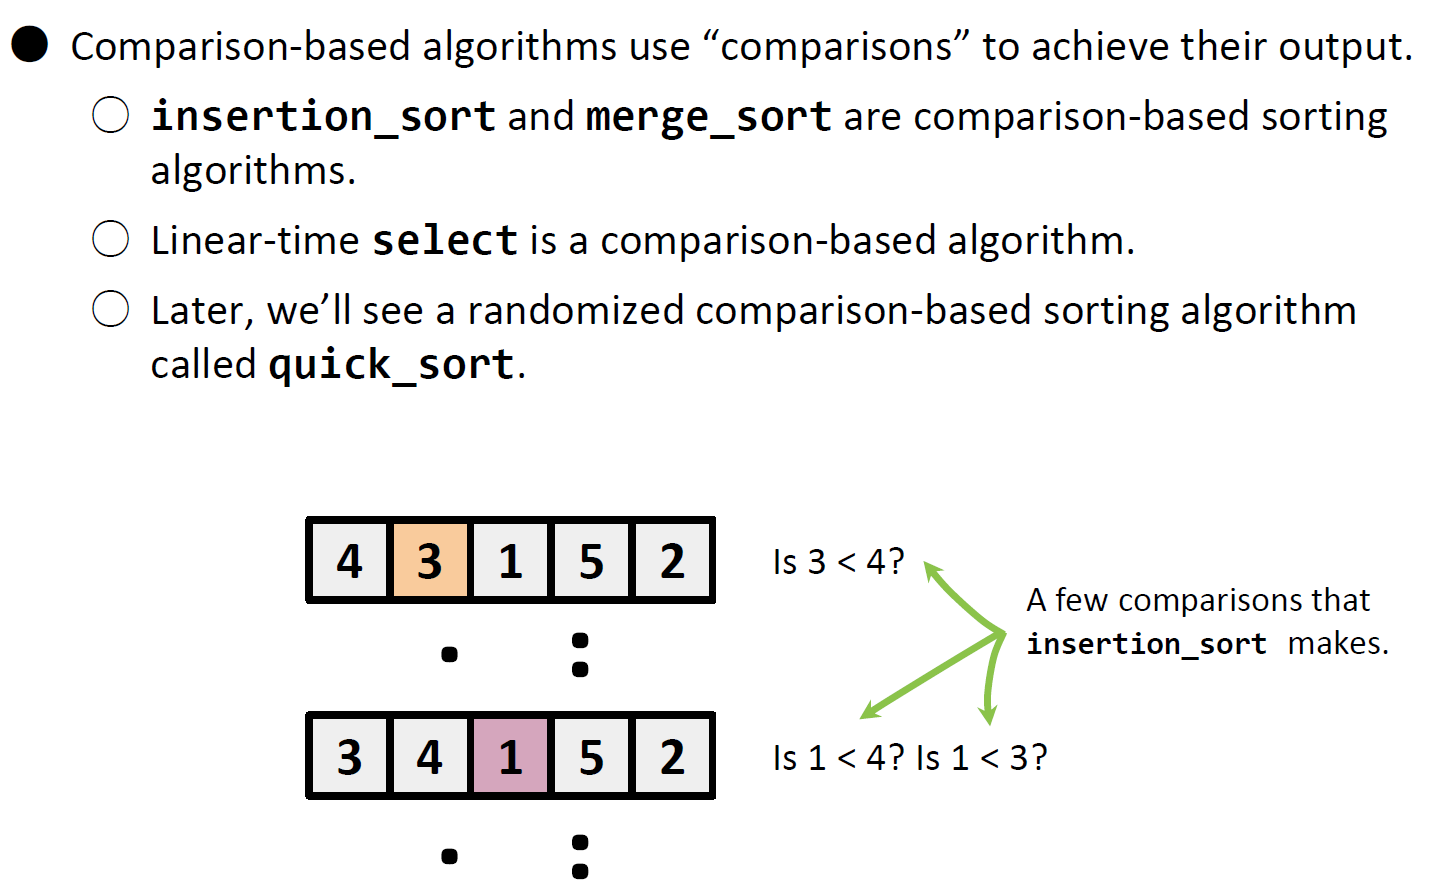 ● Comparison-based algorithms use “comparisons” to achieve their output.
○ insertion_sort and merge_sort are comparison-based sorting
algorithms.
○ Linear-time select is a comparison-based algorithm.
○ Later, we’ll see a randomized comparison-based sorting algorithm
called quick_sort.
4 3 1 5 2
Is 3 < 4?
A few comparisons that
insertion_sort makes.
3 4 1 5 2
Is 1 < 4? Is 1 < 3?